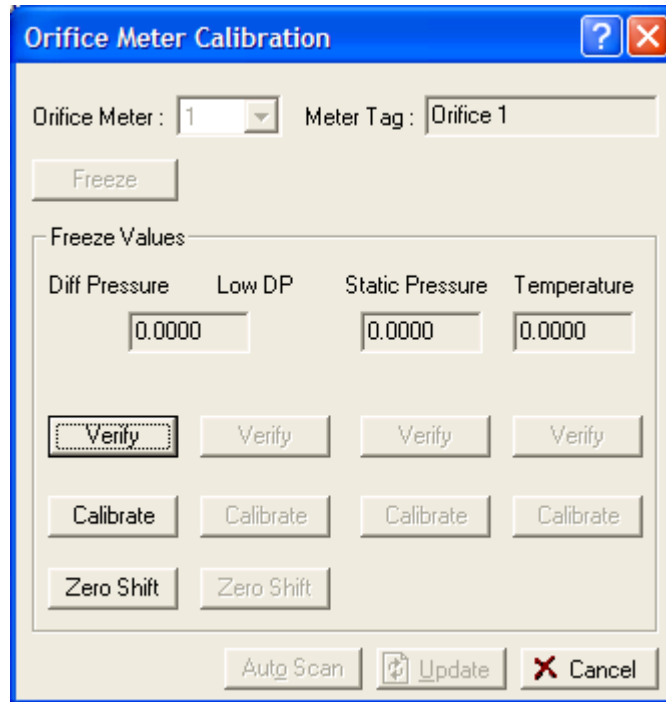 Orifice Meter Calibration
Orifice Meter : 1 Meter Tag : Orifice 1
Freeze
Freeze Values
Diff Pressure Low DP Static Pressure Temperature
0.0000 0.0000 0.0000
Verify Verify Verify Verify
Calibrate Calibrate Calibrate Calibrate
Zero Shift Zero Shift
Auto Scan Update Cancel